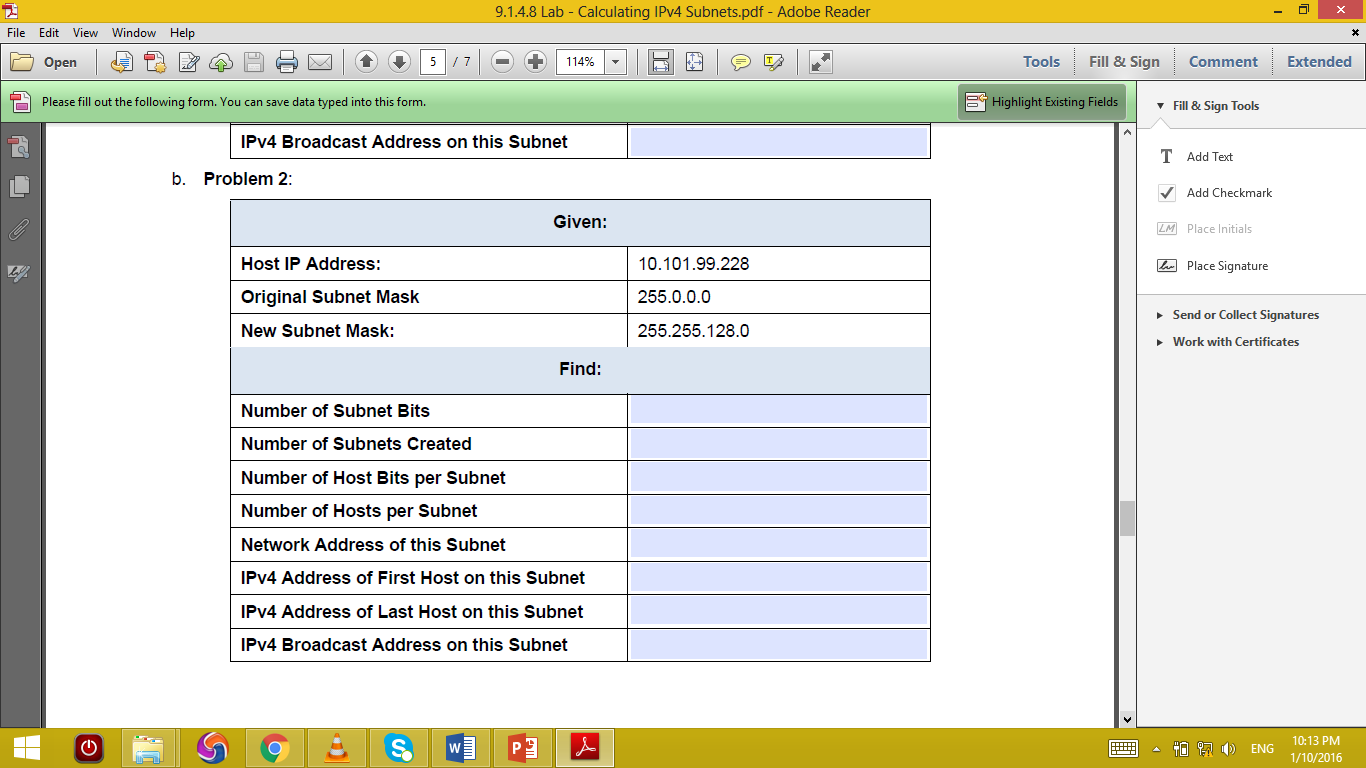 9.1.4.8 Lab - Calculating IPv4 Subnets.pdf - Adobe Reader
File Edit View Window Help
Open 5 / 7 114% Tools Fill & Sign Comment Extended
Please fill out the following form. You can save data typed into this form. Highlight Existing Fields
Fill & Sign Tools
T Add Text
Add Checkmark
LM Place Initials
Place Signature
Send or Collect Signatures
Work with Certificates
IPv4 Broadcast Address on this Subnet
b. Problem 2:
Given:
Host IP Address: 10.101.99.228
Original Subnet Mask 255.0.0.0
New Subnet Mask: 255.255.128.0
Find:
Number of Subnet Bits
Number of Subnets Created
Number of Host Bits per Subnet
Number of Hosts per Subnet
Network Address of this Subnet
IPv4 Address of First Host on this Subnet
IPv4 Address of Last Host on this Subnet
IPv4 Broadcast Address on this Subnet
ENG 10:13 PM
1/10/2016